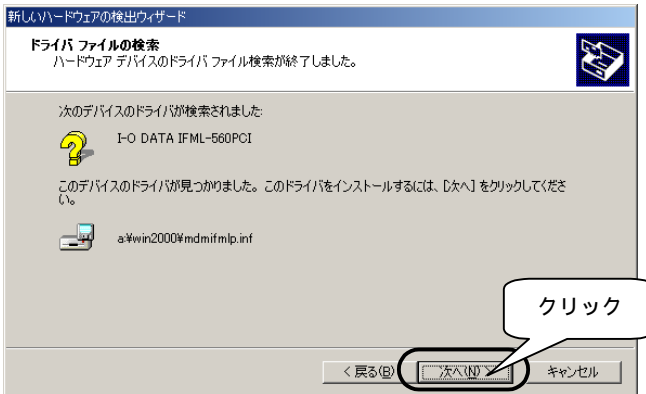 新しいハードウェアの検出ウィザード
ドライバ ファイルの検索
ハードウェア デバイスのドライバ ファイル検索が終了しました。
次のデバイスのドライバが検索されました:
I-O DATA IFML-560PCI
このデバイスのドライバが見つかりました。このドライバをインストールするには、[次へ] をクリックしてくださ
い。
a:¥win2000¥mdmifmlp.inf
クリック
< 戻る(B)
次へ(N) >
キャンセル